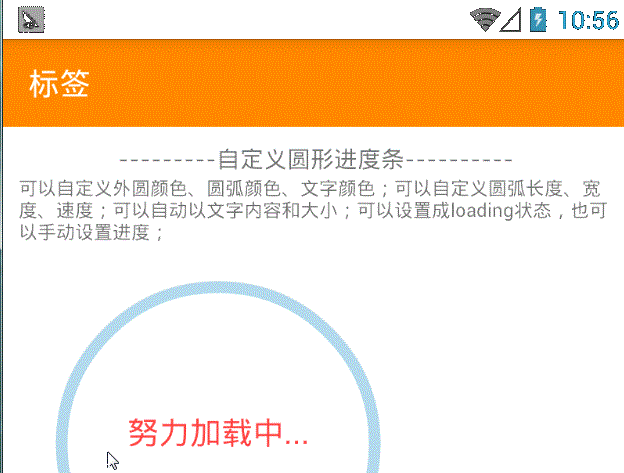 10:56
标签
---------自定义圆形进度条----------
可以自定义外圆颜色、圆弧颜色、文字颜色；可以自定义圆弧长度、宽
度、速度；可以自动以文字内容和大小；可以设置成loading状态，也可
以手动设置进度；
努力加载中...